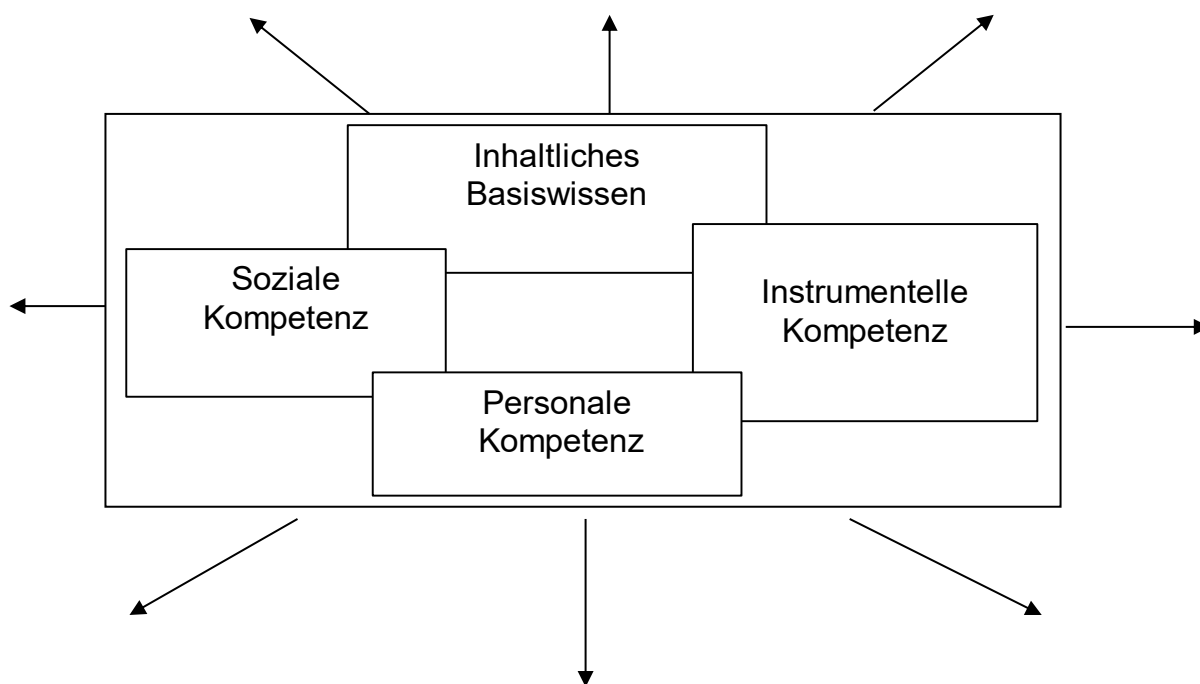 Inhaltliches
Basiswissen
Soziale
Kompetenz
Instrumentelle
Kompetenz
Personale
Kompetenz